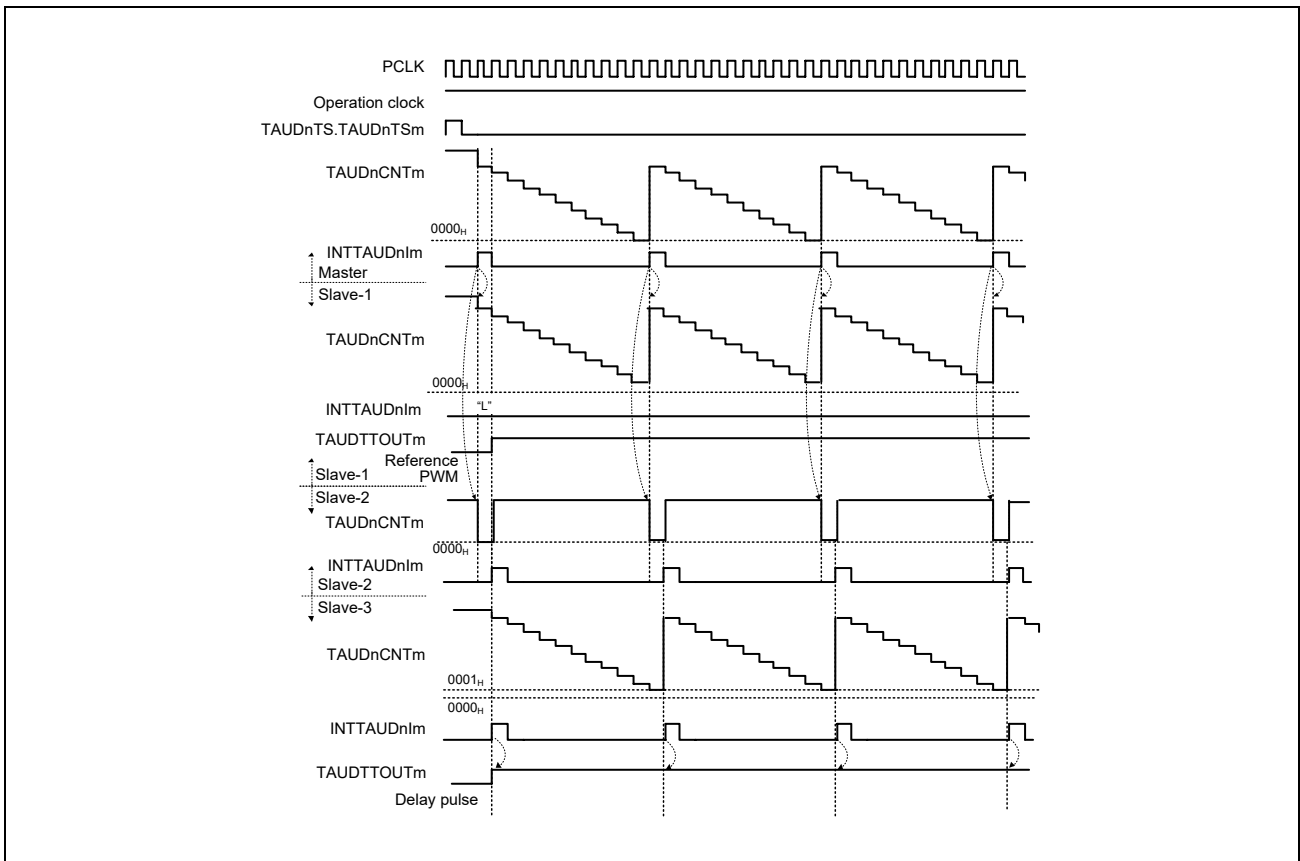 PCLK
Operation clock
TAUDnTS.TAUDnTSm
TAUDnCNTm
0000H
INTTAUDnIm
Master
Slave-1
TAUDnCNTm
0000H
INTTAUDnIm
“L”
TAUDTTOUTm
Reference
PWM
Slave-1
Slave-2
TAUDnCNTm
0000H
INTTAUDnIm
Slave-2
Slave-3
TAUDnCNTm
0001H
0000H
INTTAUDnIm
TAUDTTOUTm
Delay pulse